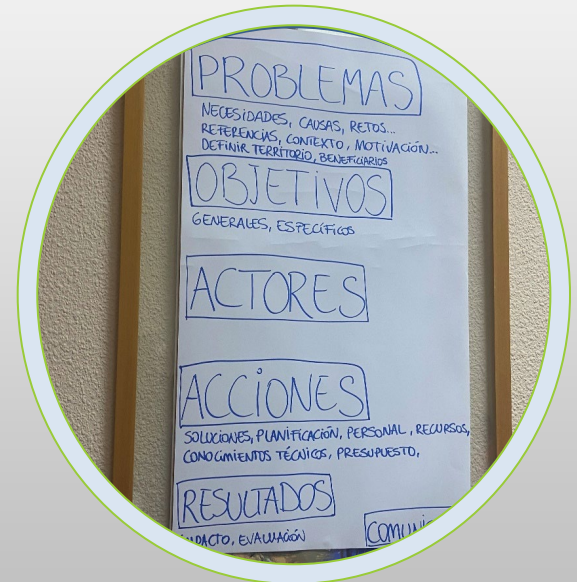 PROBLEMAS
NECESIDADES, CAUSAS, RETOS...
REFERENCIAS, CONTEXTO, MOTIVACIÓN...
DEFINIR TERRITORIO, BENEFICIARIOS
OBJETIVOS
GENERALES, ESPECÍFICOS
ACTORES
ACCIONES
SOLUCIONES, PLANIFICACIÓN, PERSONAL, RECURSOS,
CONOCIMIENTOS TÉCNICOS, PRESUPUESTO,
RESULTADOS
EVALUACIÓN